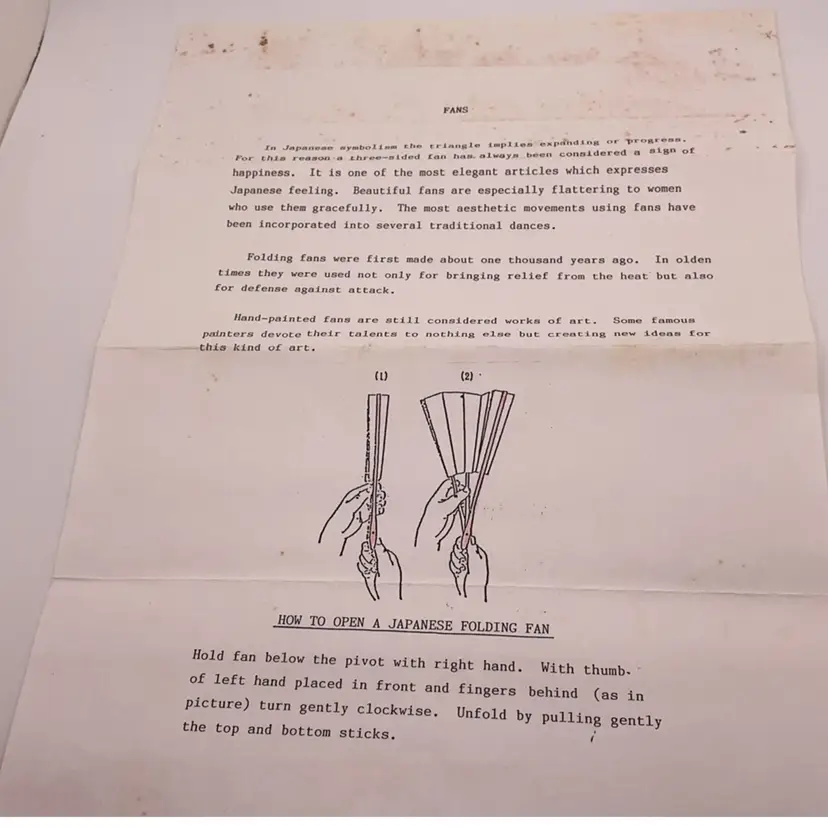 FANS
In Japanese symbolism the triangle implies expanding or progress.
For this reason a three-sided fan has always been considered a sign of
happiness. It is one of the most elegant articles which expresses
Japanese feeling. Beautiful fans are especially flattering to women
who use them gracefully. The most aesthetic movements using fans have
been incorporated into several traditional dances.
Folding fans were first made about one thousand years ago. In olden
times they were used not only for bringing relief from the heat but also
for defense against attack.
Hand-painted fans are still considered works of art. Some famous
painters devote their talents to nothing else but creating new ideas for
this kind of art.
(1) (2)
HOW TO OPEN A JAPANESE FOLDING FAN
Hold fan below the pivot with right hand. With thumb
of left hand placed in front and fingers behind (as in
picture) turn gently clockwise. Unfold by pulling gently
the top and bottom sticks.